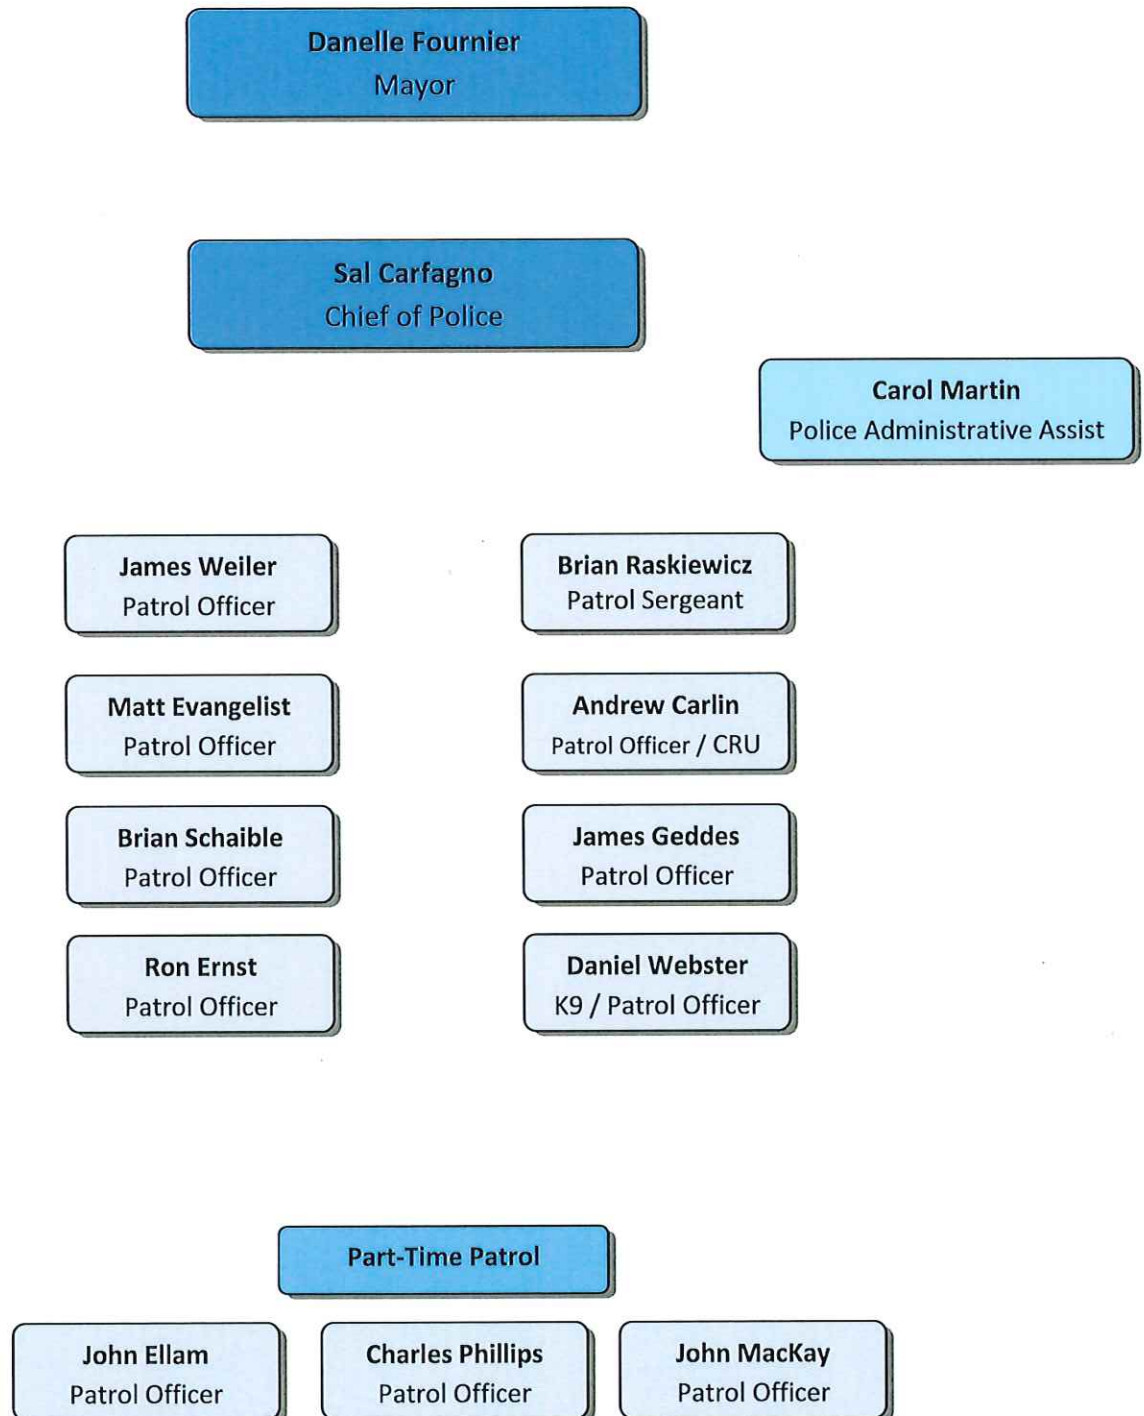 Danelle Fournier
Mayor
Sal Carfagno
Chief of Police
Carol Martin
Police Administrative Assist
James Weiler
Patrol Officer
Brian Raskiewicz
Patrol Sergeant
Matt Evangelist
Patrol Officer
Andrew Carlin
Patrol Officer / CRU
Brian Schaible
Patrol Officer
James Geddes
Patrol Officer
Ron Ernst
Patrol Officer
Daniel Webster
K9 / Patrol Officer
Part-Time Patrol
John Ellam
Patrol Officer
Charles Phillips
Patrol Officer
John MacKay
Patrol Officer